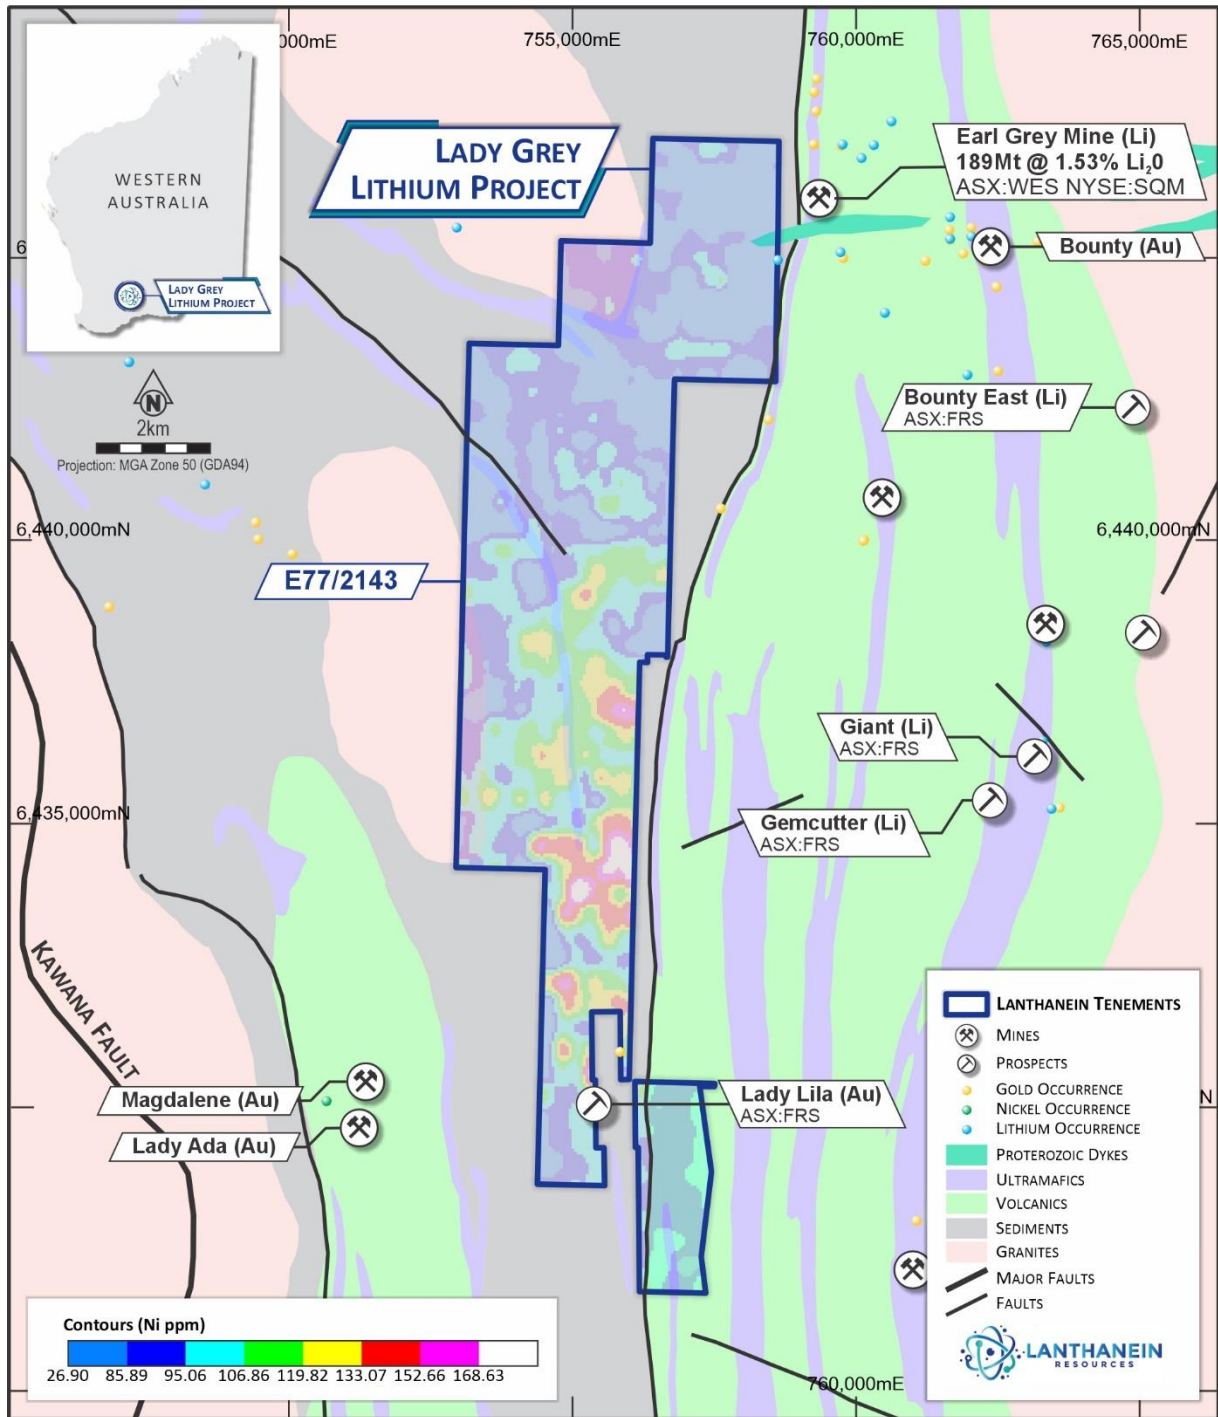 ,000mE
755,000mE
760,000mE
765,000mE
WESTERN
AUSTRALIA
LADY GREY
LITHIUM PROJECT
LADY GREY
LITHIUM PROJECT
Earl Grey Mine (Li)
189Mt @ 1.53% Li₂0
ASX:WES NYSE:SQM
Bounty (Au)
6
N
2km
Projection: MGA Zone 50 (GDA94)
Bounty East (Li)
ASX:FRS
6,440,000mN
6,440,000mN
E77/2143
Giant (Li)
ASX:FRS
6,435,000mN
Gemcutter (Li)
ASX:FRS
KAWANA FAULT
Magdalene (Au)
Lady Ada (Au)
Lady Lila (Au)
ASX:FRS
N
LANTHANEIN TENEMENTS
MINES
PROSPECTS
GOLD OCCURRENCE
NICKEL OCCURRENCE
LITHIUM OCCURRENCE
PROTEROZOIC DYKES
ULTRAMAFICS
VOLCANICS
SEDIMENTS
GRANITES
MAJOR FAULTS
FAULTS
LANTHANEIN
RESOURCES
Contours (Ni ppm)
26.90 85.89 95.06 106.86 119.82 133.07 152.66 168.63
760,000mE